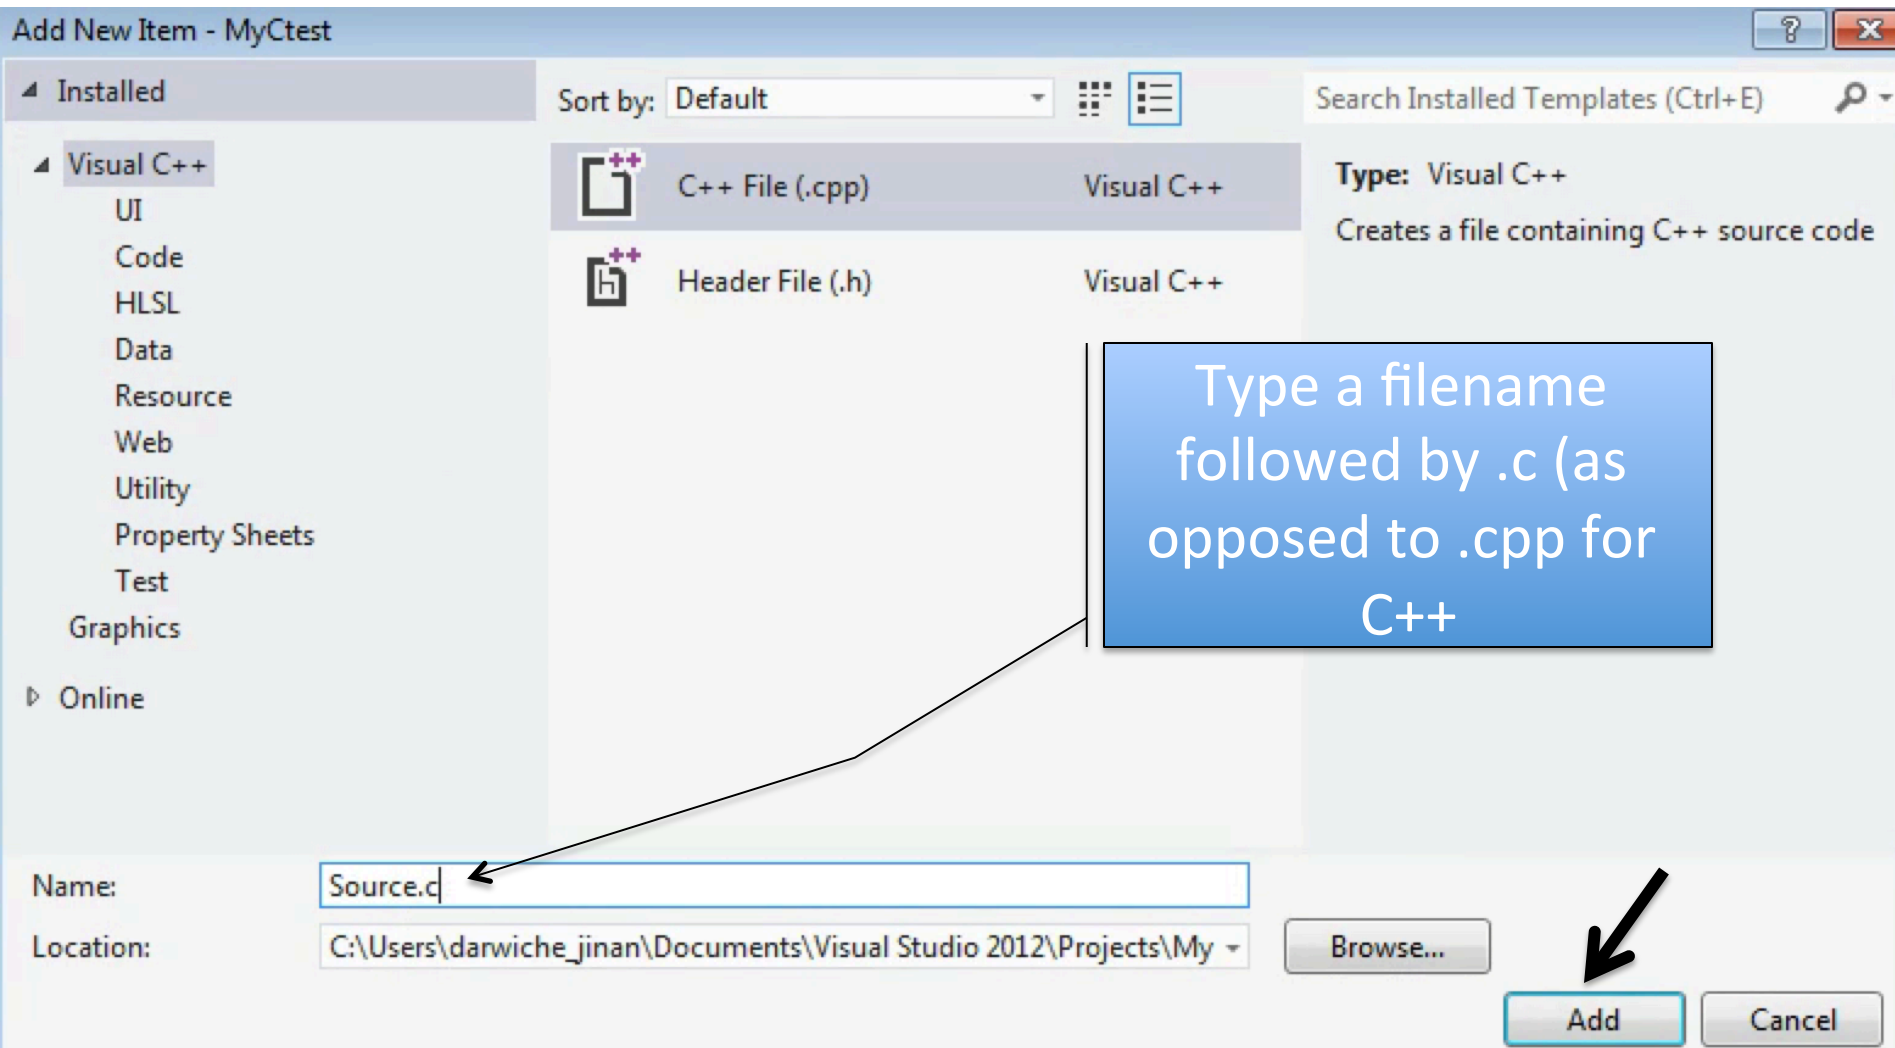 Add New Item - MyCtest
Installed
Sort by: Default
Search Installed Templates (Ctrl+E)
Visual C++
UI
Code
HLSL
Data
Resource
Web
Utility
Property Sheets
Test
Graphics
Online
C++ File (.cpp) Visual C++
Header File (.h) Visual C++
Type: Visual C++
Creates a file containing C++ source code
Type a filename
followed by .c (as
opposed to .cpp for
C++
Name: Source.c
Location: C:\Users\darwiche_jinan\Documents\Visual Studio 2012\Projects\My
Browse...
Add Cancel